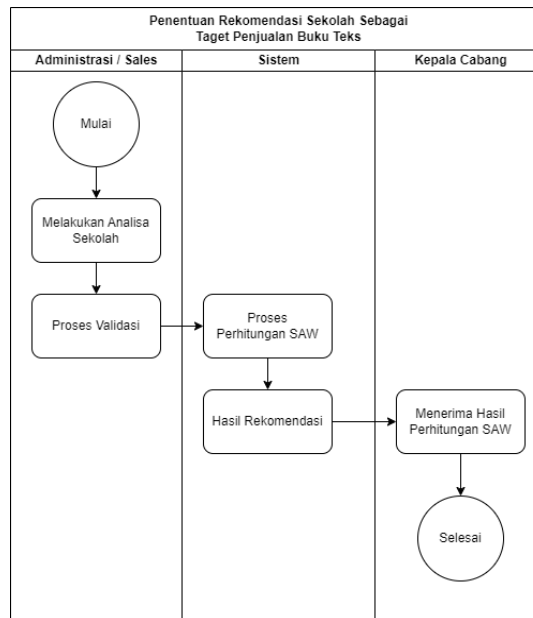 Penentuan Rekomendasi Sekolah Sebagai
Taget Penjualan Buku Teks
Administrasi / Sales
Sistem
Kepala Cabang
Mulai
Melakukan Analisa
Sekolah
Proses Validasi
Proses
Perhitungan SAW
Hasil Rekomendasi
Menerima Hasil
Perhitungan SAW
Selesai